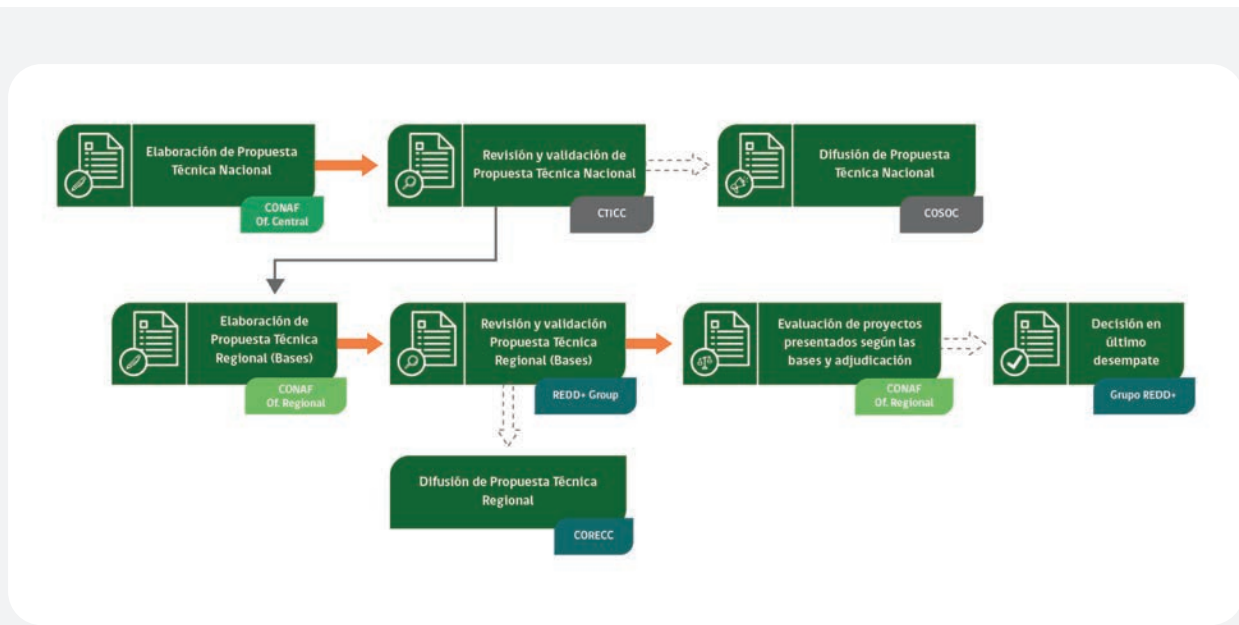 Elaboración de Propuesta
Técnica Nacional
CONAF
Of. Central
Revisión y validación de
Propuesta Técnica Nacional
CTICC
Difusión de Propuesta
Técnica Nacional
COSOC
Elaboración de
Propuesta Técnica
Regional (Bases)
CONAF
Of. Regional
Revisión y validación
Propuesta Técnica
Regional (Bases)
REDD+ Group
Evaluación de proyectos
presentados según las
bases y adjudicación
CONAF
Of. Regional
Decisión en
último
desempate
Grupo REDD+
Difusión de Propuesta Técnica
Regional
CORECC